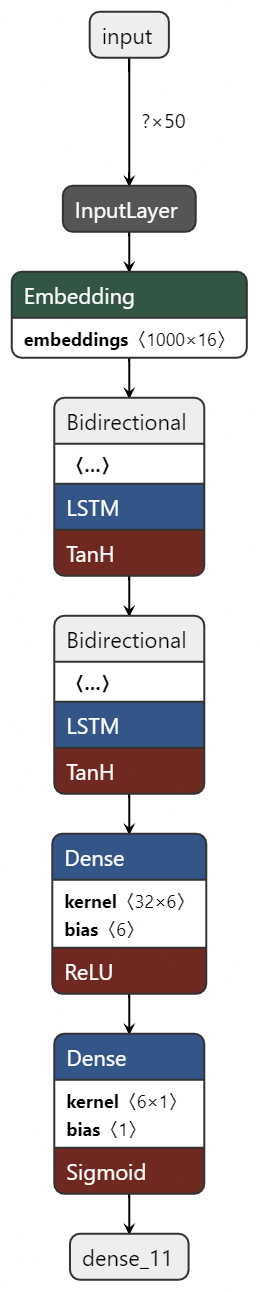 input
?×50
InputLayer
Embedding
embeddings〈1000×16〉
Bidirectional
〈…〉
LSTM
TanH
Bidirectional
〈…〉
LSTM
TanH
Dense
kernel〈32×6〉
bias〈6〉
ReLU
Dense
kernel〈6×1〉
bias〈1〉
Sigmoid
dense_11